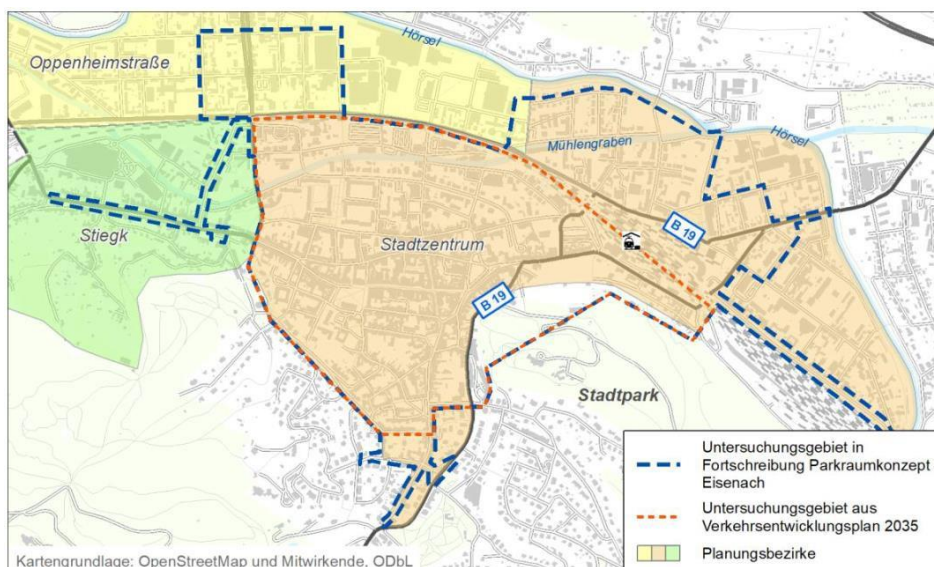 Hörsel
Oppenheimstraße
Mühlengraben
Hörsel
Stiegk
Stadtzentrum
B 19
B 19
Stadtpark
Untersuchungsgebiet in
Fortschreibung Parkraumkonzept
Eisenach
Untersuchungsgebiet aus
Verkehrsentwicklungsplan 2035
Planungsbezirke
Kartengrundlage: OpenStreetMap und Mitwirkende, ODbL